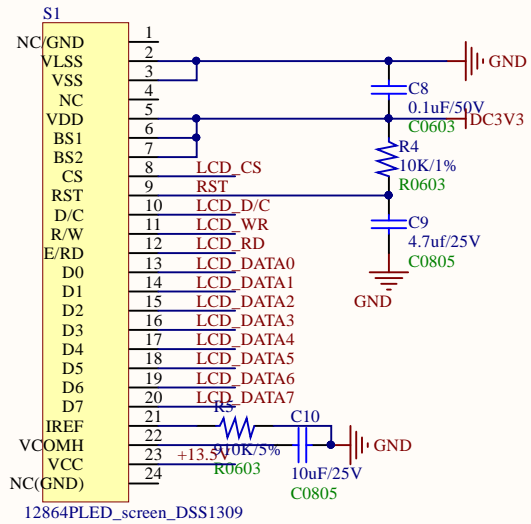 S1
NC/GND 1
VLSS 2
VSS 3
NC 4
VDD 5
BS1 6
BS2 7
CS 8 LCD_CS
RST 9 RST
D/C 10 LCD_D/C
R/W 11 LCD_WR
E/RD 12 LCD_RD
D0 13 LCD_DATA0
D1 14 LCD_DATA1
D2 15 LCD_DATA2
D3 16 LCD_DATA3
D4 17 LCD_DATA4
D5 18 LCD_DATA5
D6 19 LCD_DATA6
D7 20 LCD_DATA7
IREF 21
VCOMH 22
VCC 23 +13.5V
NC(GND) 24
12864PLED_screen_DSS1309
GND
C8
0.1uF/50V
C0603
DC3V3
R4
10K/1%
R0603
C9
4.7uf/25V
C0805
GND
R5
910K/5%
R0603
C10
10uF/25V
C0805
GND